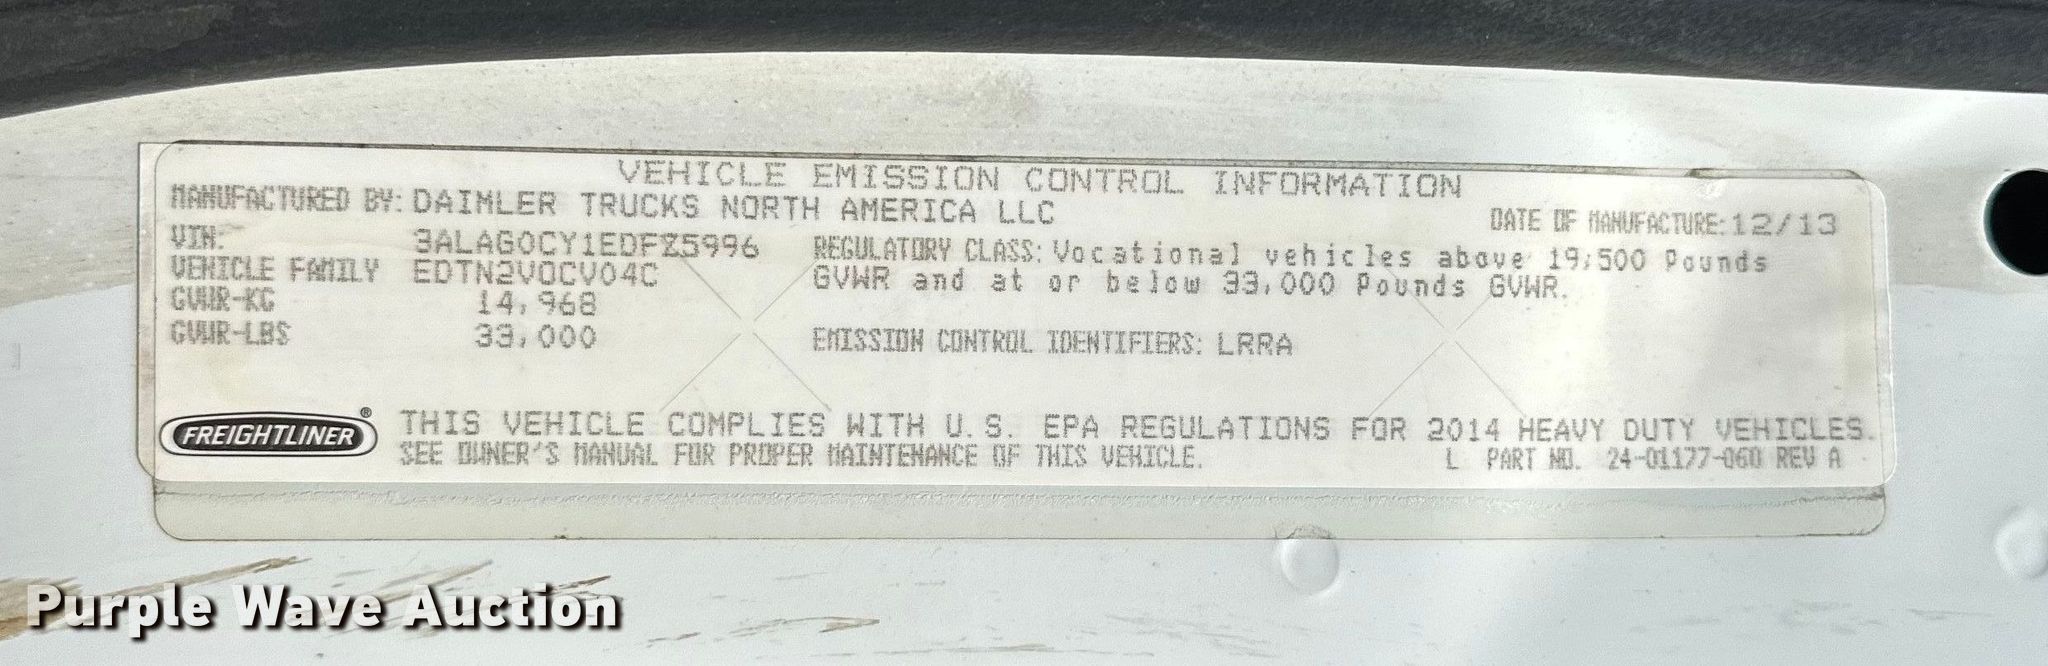 VEHICLE EMISSION CONTROL INFORMATION
MANUFACTURED BY: DAIMLER TRUCKS NORTH AMERICA LLC
DATE OF MANUFACTURE: 12/13
VIN: 3ALAG0CY1EDFZ5996
REGULATORY CLASS: Vocational vehicles above 19,500 Pounds
VEHICLE FAMILY EDTN2VOCV04C
GVWR and at or below 33,000 Pounds GVWR.
GVWR-KG 14,968
GVWR-LBS 33,000
EMISSION CONTROL IDENTIFIERS: LRRA
FREIGHTLINER®
THIS VEHICLE COMPLIES WITH U.S. EPA REGULATIONS FOR 2014 HEAVY DUTY VEHICLES.
SEE OWNER'S MANUAL FOR PROPER MAINTENANCE OF THIS VEHICLE.
L PART NO. 24-01177-060 REV A
Purple Wave Auction